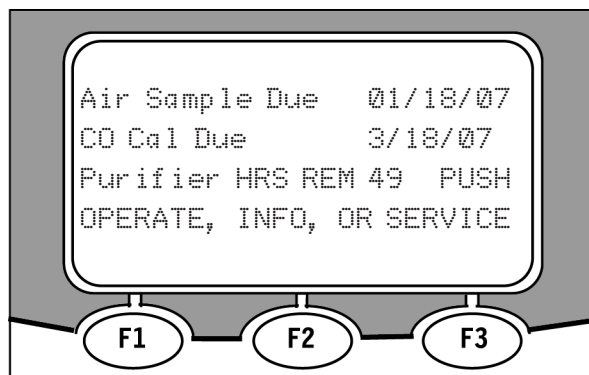 Air Sample Due 01/18/07
CO Cal Due 3/18/07
Purifier HRS REM 49 PUSH
OPERATE, INFO, OR SERVICE
F1 F2 F3